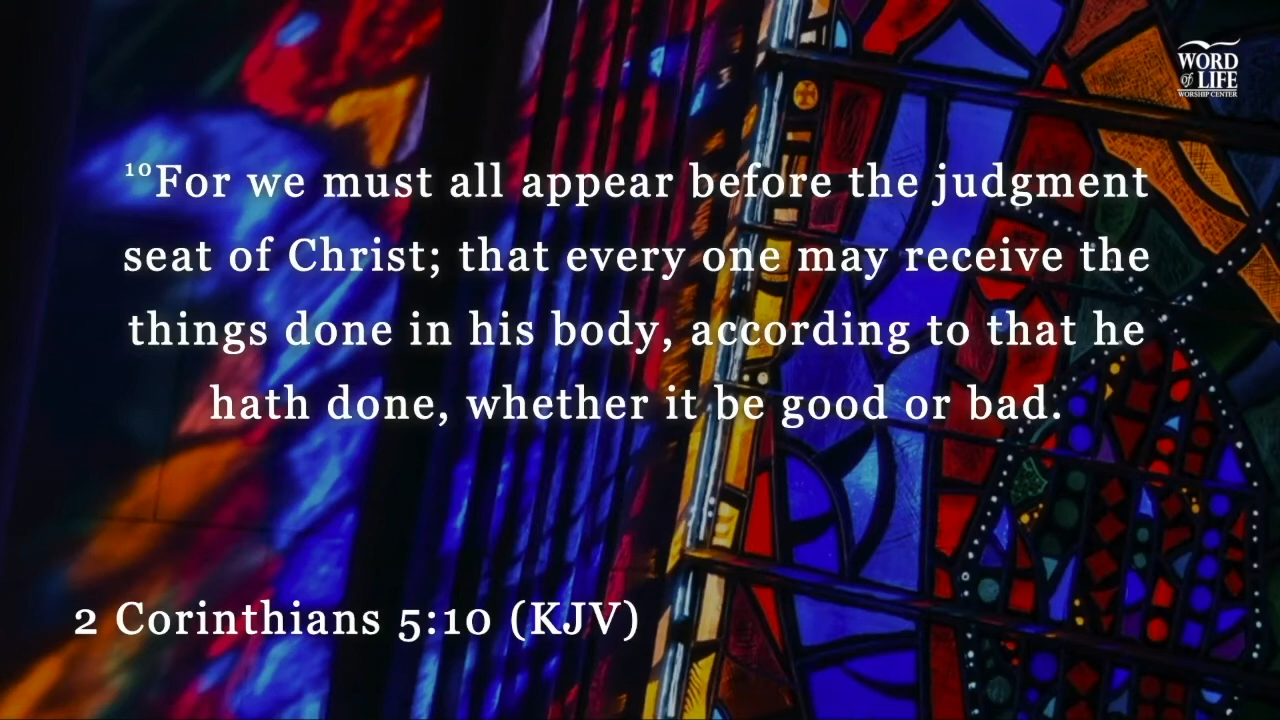 WORD
of LIFE
WORSHIP CENTER
¹⁰For we must all appear before the judgment
seat of Christ; that every one may receive the
things done in his body, according to that he
hath done, whether it be good or bad.
2 Corinthians 5:10 (KJV)